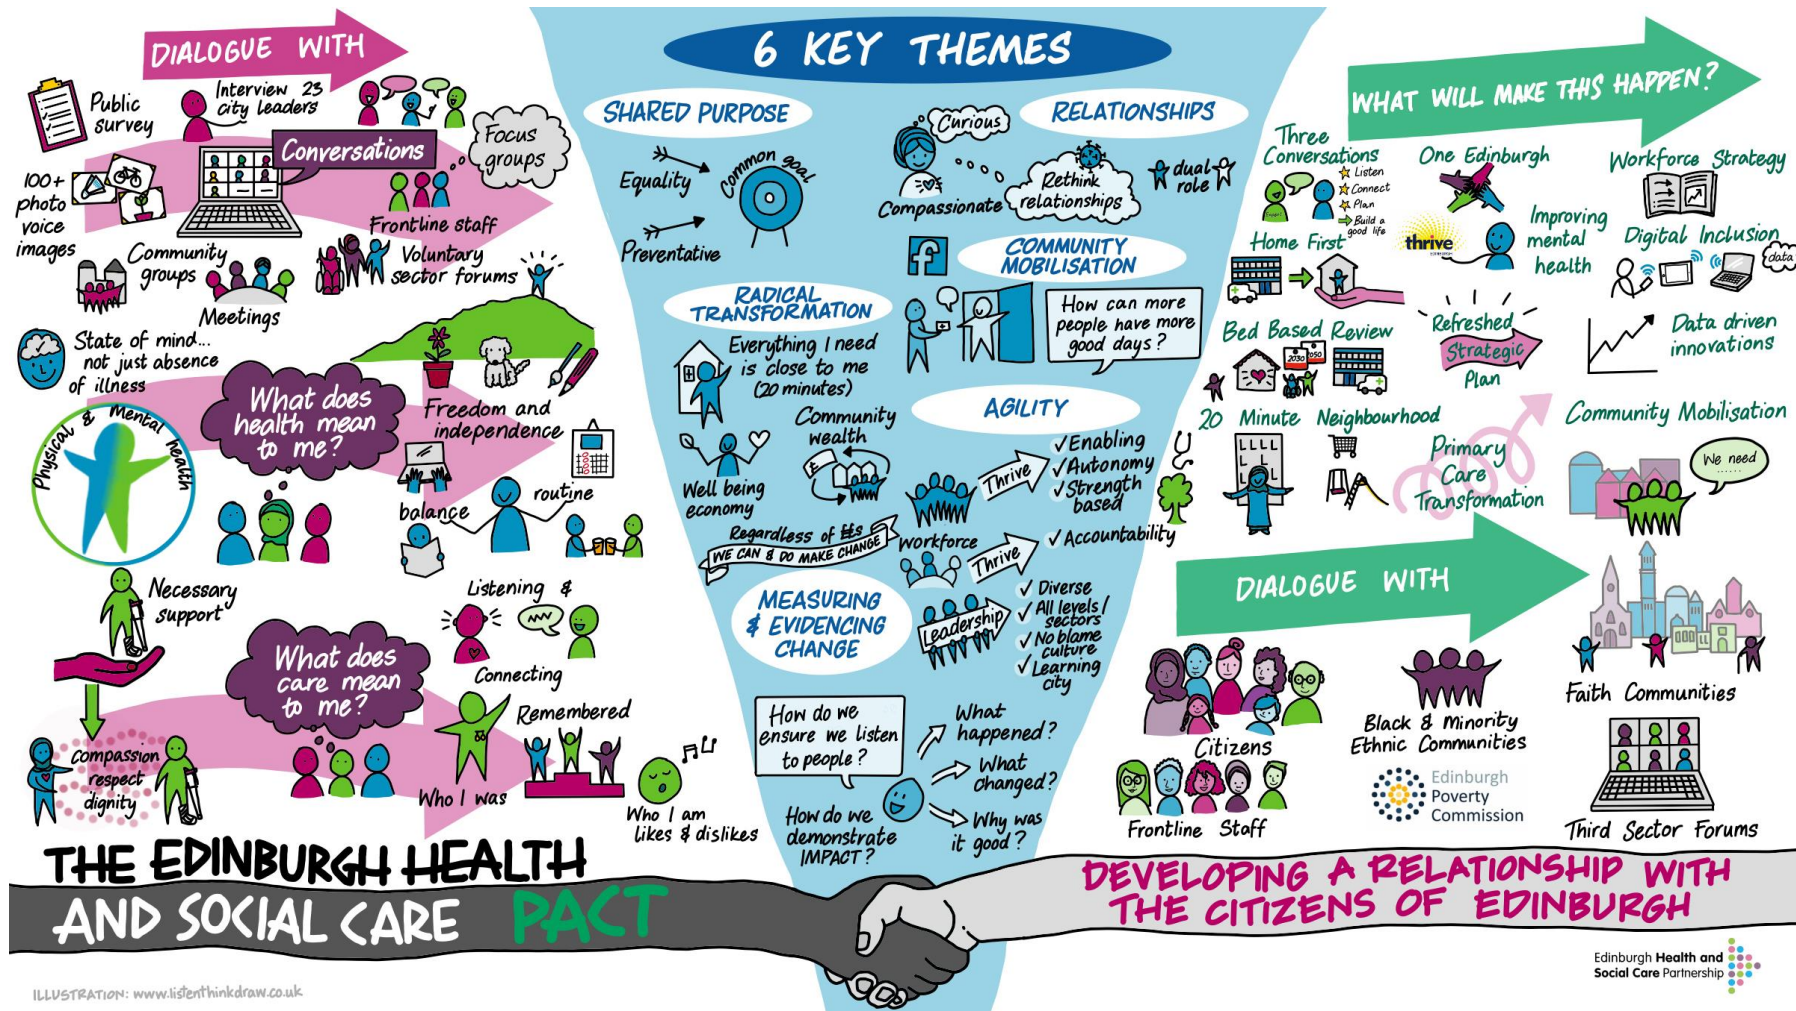 DIALOGUE WITH
Public
survey
Interview 23
city leaders
Focus
groups
Conversations
100+
photo
voice
images
Frontline staff
Community
groups
Voluntary
sector forums
Meetings
State of mind...
not just absence
of illness
What does
health mean
to me?
Physical & Mental health
Freedom and
independence
balance
routine
Necessary
support
Listening &
Connecting
What does
care mean
to me?
compassion
respect
dignity
Who I was
Remembered
Who I am
likes & dislikes
THE EDINBURGH HEALTH
AND SOCIAL CARE PACT
ILLUSTRATION: www.listenthinkdraw.co.uk
6 KEY THEMES
SHARED PURPOSE
Equality
Preventative
Common goal
RELATIONSHIPS
Curious
Compassionate
Rethink
relationships
dual
role
f
COMMUNITY
MOBILISATION
How can more
people have more
good days?
RADICAL
TRANSFORMATION
Everything I need
is close to me
(20 minutes)
Community
wealth
Well being
economy
Regardless of ££s
WE CAN & DO MAKE CHANGE
AGILITY
Thrive
Enabling
Autonomy
Strength
based
Workforce
Thrive
Accountability
Leadership
Diverse
All levels/
sectors
No blame
culture
Learning
city
MEASURING
& EVIDENCING
CHANGE
How do we
ensure we listen
to people?
How do we
demonstrate
IMPACT?
What
happened?
What
changed?
Why was
it good?
WHAT WILL MAKE THIS HAPPEN?
Three
Conversations
Listen
Connect
Plan
Build a
good life
One Edinburgh
Workforce Strategy
thrive
EDINBURGH
Improving
mental
health
Home First
Digital Inclusion
data
Bed Based Review
2030
2050
Refreshed
Strategic
Plan
Data driven
innovations
20 Minute Neighbourhood
Primary
Care
Transformation
Community Mobilisation
We need
......
DIALOGUE WITH
Citizens
Black & Minority
Ethnic Communities
Faith Communities
Frontline Staff
Edinburgh
Poverty
Commission
Third Sector Forums
DEVELOPING A RELATIONSHIP WITH
THE CITIZENS OF EDINBURGH
Edinburgh Health and
Social Care Partnership